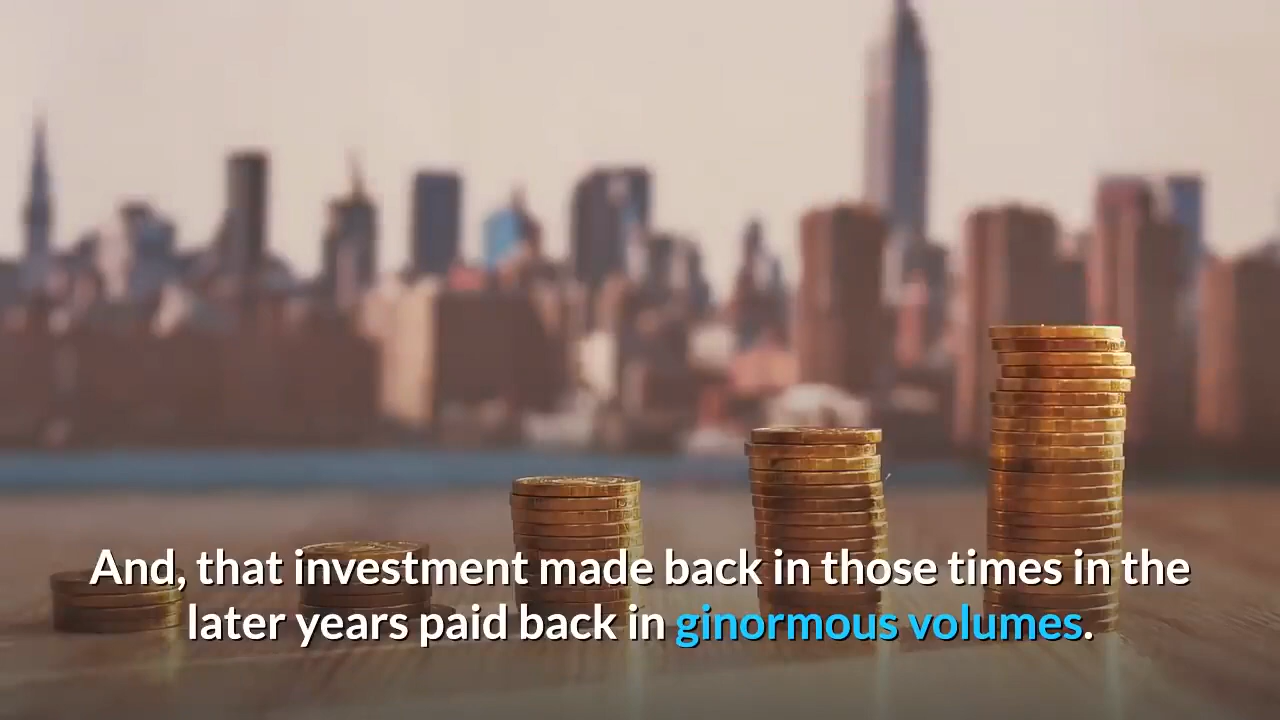 And, that investment made back in those times in the
later years paid back in ginormous volumes.